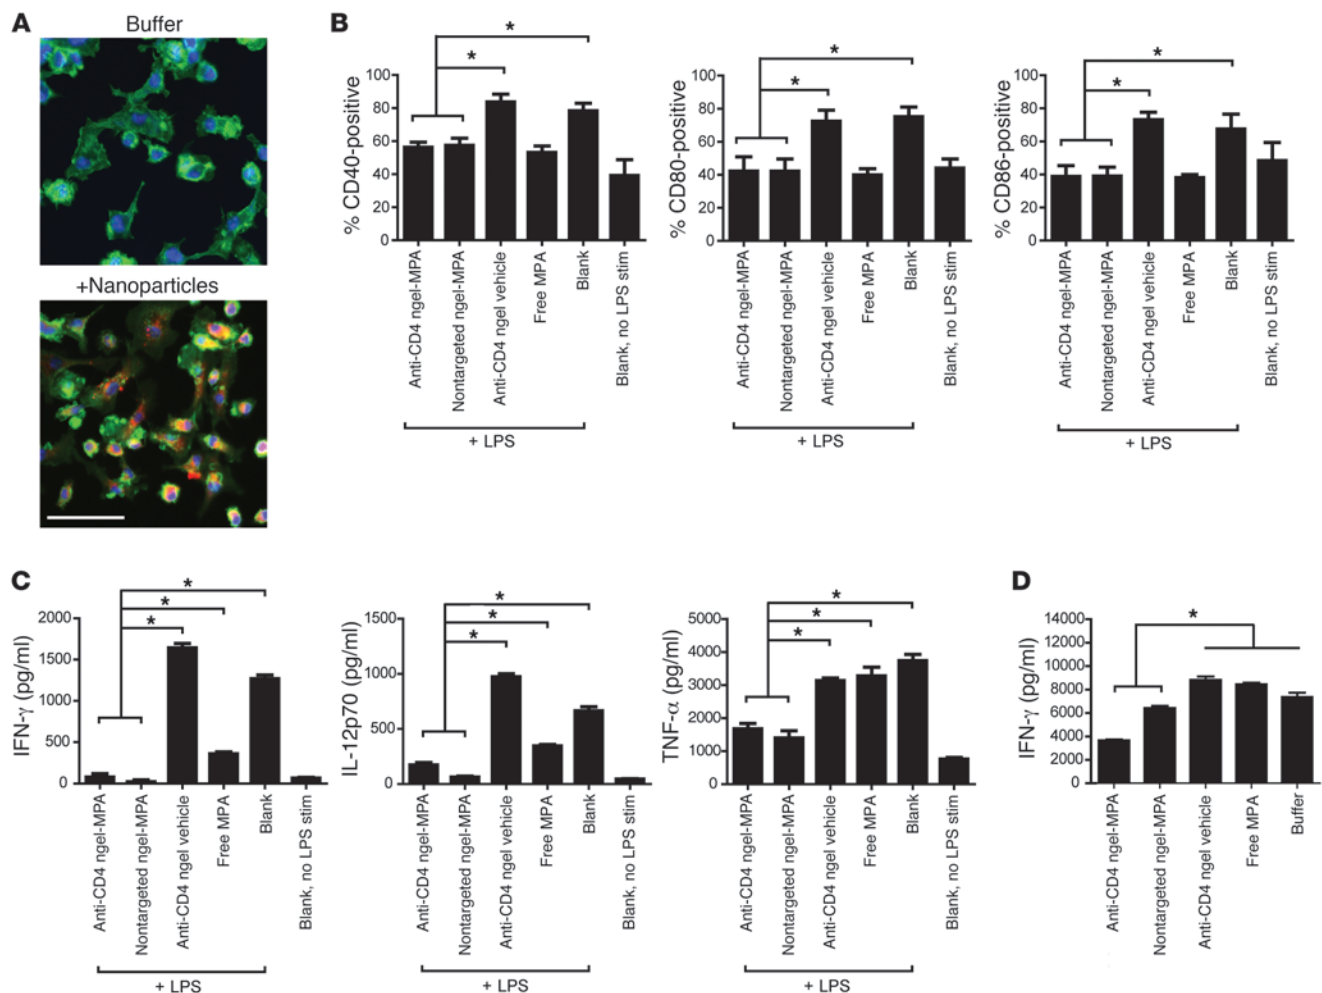 A
Buffer
+Nanoparticles
B
*
*
% CD40-positive
100
80
60
40
20
0
Anti-CD4 ngel-MPA
Nontargeted ngel-MPA
Anti-CD4 ngel vehicle
Free MPA
Blank
Blank, no LPS stim
+ LPS
*
*
% CD80-positive
100
80
60
40
20
0
Anti-CD4 ngel-MPA
Nontargeted ngel-MPA
Anti-CD4 ngel vehicle
Free MPA
Blank
Blank, no LPS stim
+ LPS
*
*
% CD86-positive
100
80
60
40
20
0
Anti-CD4 ngel-MPA
Nontargeted ngel-MPA
Anti-CD4 ngel vehicle
Free MPA
Blank
Blank, no LPS stim
+ LPS
C
*
*
*
IFN-γ (pg/ml)
2000
1500
1000
500
0
Anti-CD4 ngel-MPA
Nontargeted ngel-MPA
Anti-CD4 ngel vehicle
Free MPA
Blank
Blank, no LPS stim
+ LPS
*
*
*
IL-12p70 (pg/ml)
1500
1000
500
0
Anti-CD4 ngel-MPA
Nontargeted ngel-MPA
Anti-CD4 ngel vehicle
Free MPA
Blank
Blank, no LPS stim
+ LPS
*
*
*
TNF-α (pg/ml)
5000
4000
3000
2000
1000
0
Anti-CD4 ngel-MPA
Nontargeted ngel-MPA
Anti-CD4 ngel vehicle
Free MPA
Blank
Blank, no LPS stim
+ LPS
D
*
IFN-γ (pg/ml)
14000
12000
10000
8000
6000
4000
2000
0
Anti-CD4 ngel-MPA
Nontargeted ngel-MPA
Anti-CD4 ngel vehicle
Free MPA
Buffer